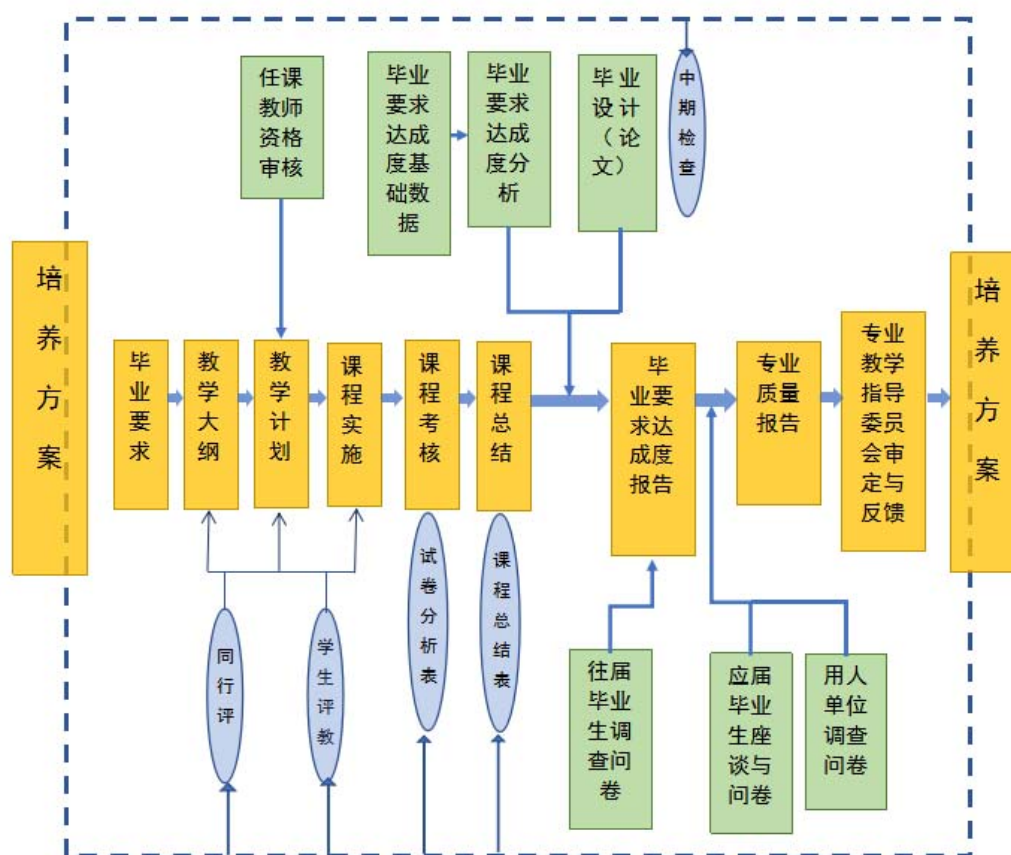 任课
教师
资格
审核
毕业
要求
达成
度基
础数
据
毕业
要求
达成
度分
析
毕业
设计
（论
文）
中期检查
培养方案
毕业要求
教学大纲
教学计划
课程实施
课程考核
课程总结
毕
业要
求达
成度
报告
专业
质量
报告
专业
教学
指导
委员
会审
定与
反馈
培养方案
同行评
学生评教
试卷分析表
课程总结表
往届
毕业
生调
查问
卷
应届
毕业
生座
谈与
问卷
用人
单位
调查
问卷